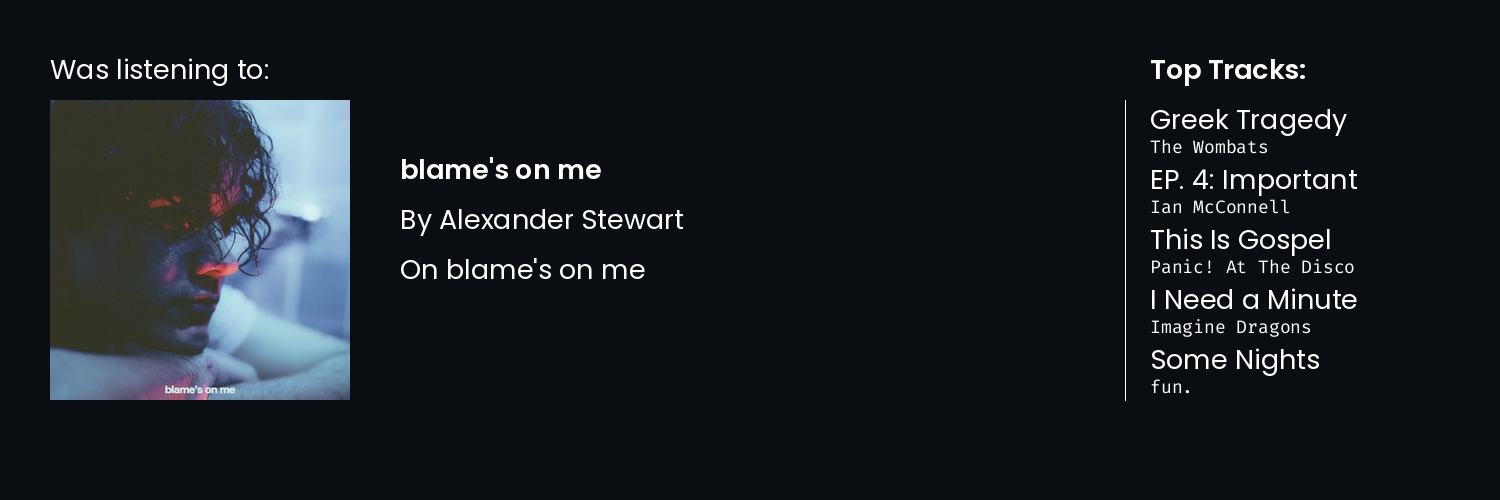 Was listening to:
blame's on me
blame's on me
By Alexander Stewart
On blame's on me
Top Tracks:
Greek Tragedy
The Wombats
EP. 4: Important
Ian McConnell
This Is Gospel
Panic! At The Disco
I Need a Minute
Imagine Dragons
Some Nights
fun.